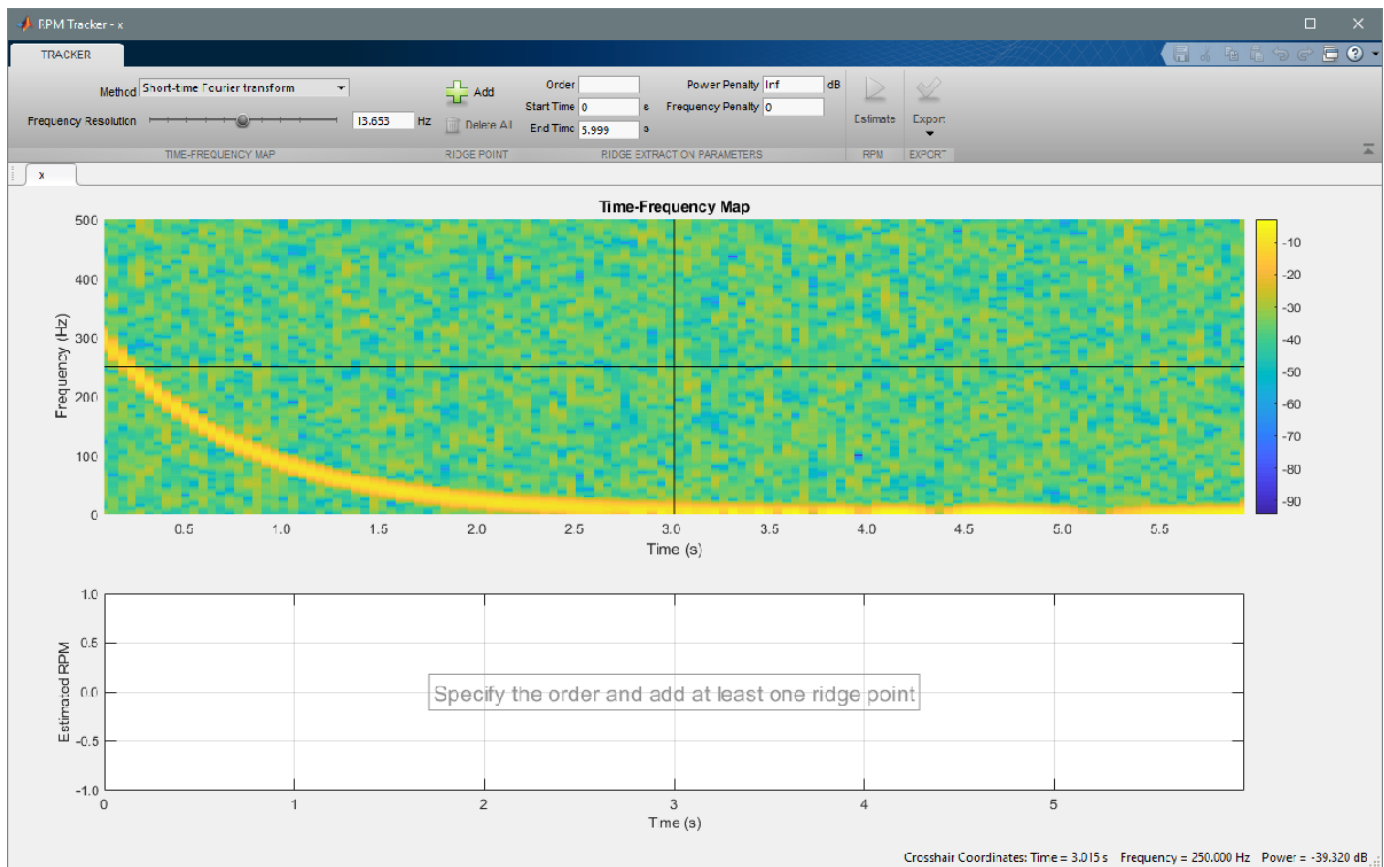 RPM Tracker - x
TRACKER
Method Short-time Fourier transform
Frequency Resolution 13.653 Hz
TIME-FREQUENCY MAP
Add
Delete All
RIDGE POINT
Order
Start Time 0 s
End Time 5.999 s
Power Penalty Inf dB
Frequency Penalty 0
RIDGE EXTRACTION PARAMETERS
Estimate
RPM
Export
EXPORT
x
Time-Frequency Map
Frequency (Hz)
500
400
300
200
100
0
0.5 1.0 1.5 2.0 2.5 3.0 3.5 4.0 4.5 5.0 5.5
Time (s)
-10
-20
-30
-40
-50
-60
-70
-80
-90
Estimated RPM
1.0
0.5
0.0
-0.5
-1.0
Specify the order and add at least one ridge point
0 1 2 3 4 5
Time (s)
Crosshair Coordinates: Time = 3.015 s Frequency = 250.000 Hz Power = -39.320 dB